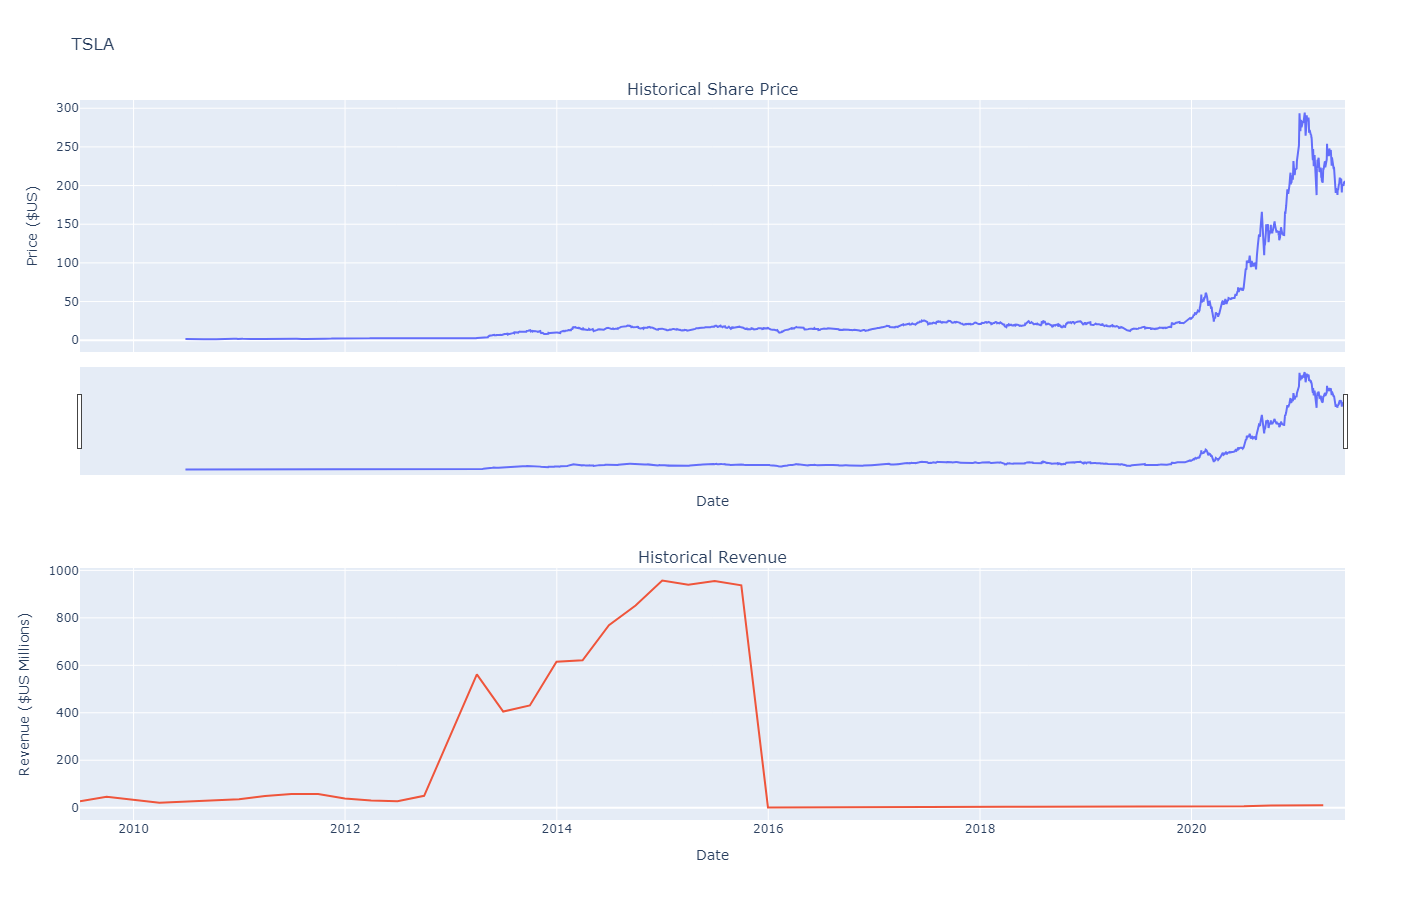 TSLA
Historical Share Price
300
250
200
150
100
50
0
Price ($US)
Date
Historical Revenue
1000
800
600
400
200
0
Revenue ($US Millions)
2010 2012 2014 2016 2018 2020
Date